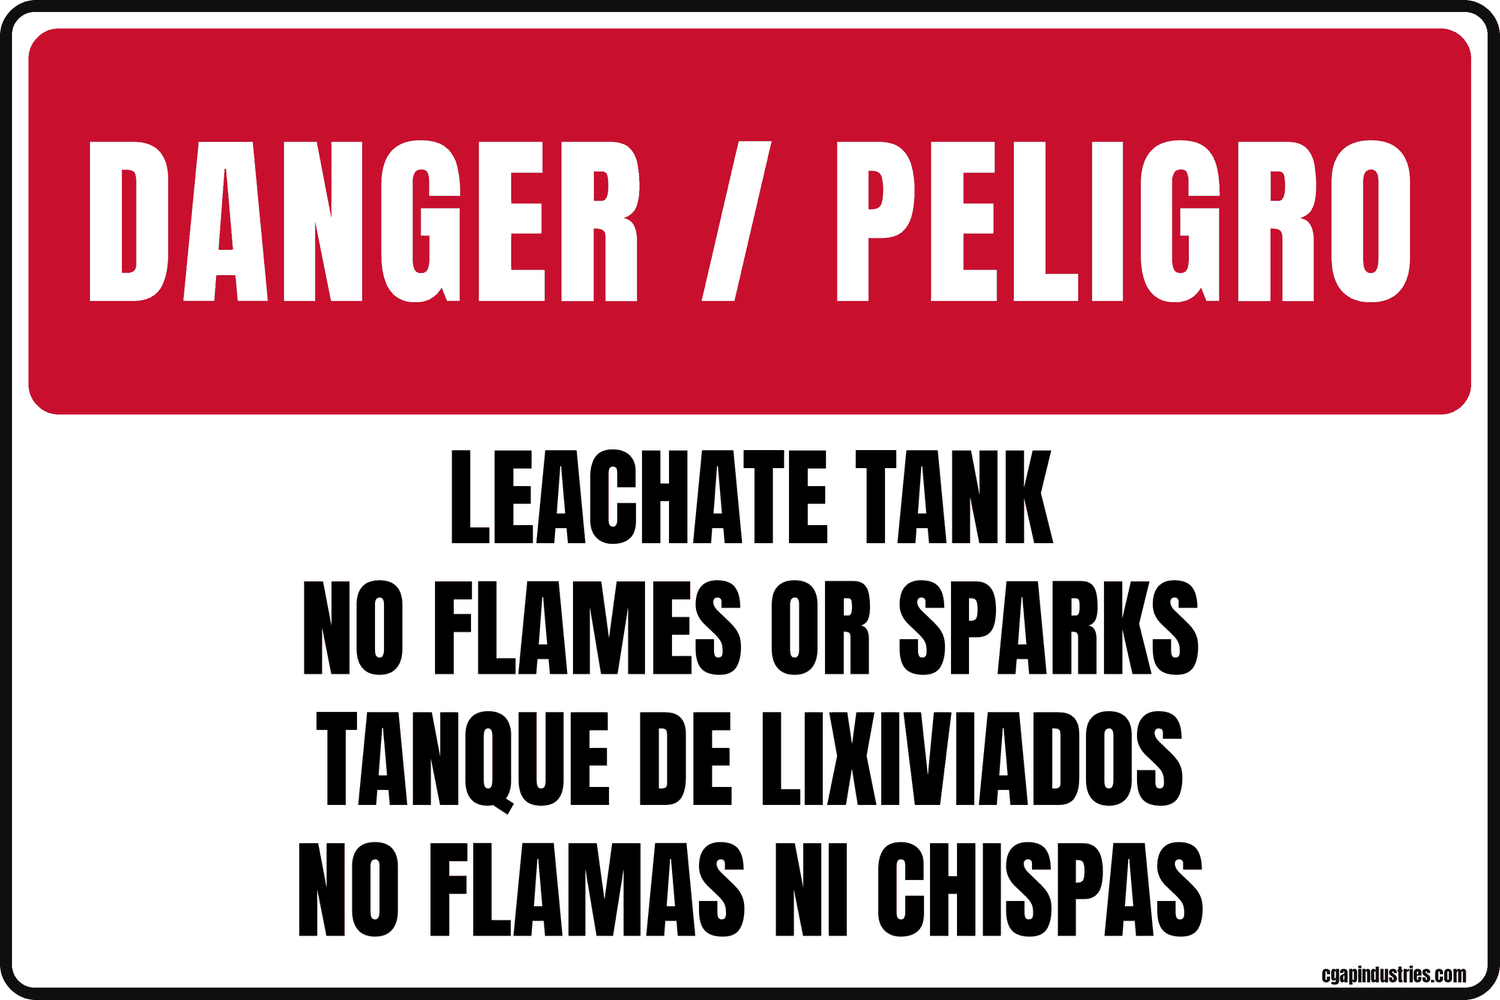 DANGER / PELIGRO
LEACHATE TANK
NO FLAMES OR SPARKS
TANQUE DE LIXIVIADOS
NO FLAMAS NI CHISPAS
cgapindustries.com